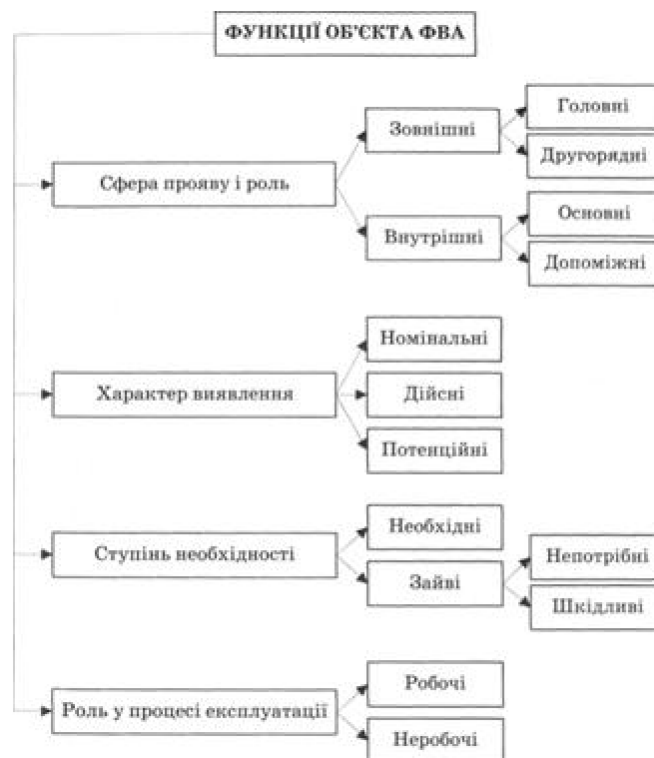 ФУНКЦІЇ ОБ'ЄКТА ФВА
Сфера прояву і роль
Зовнішні
Головні
Другорядні
Внутрішні
Основні
Допоміжні
Характер виявлення
Номінальні
Дійсні
Потенційні
Ступінь необхідності
Необхідні
Зайві
Непотрібні
Шкідливі
Роль у процесі експлуатації
Робочі
Неробочі